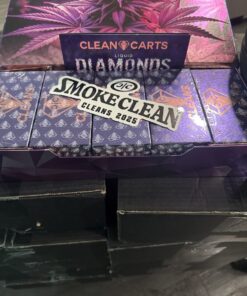 CLEAN CARTS
LIQUID
DIAMONDS
SMOKE CLEAN
CLEANS 2025